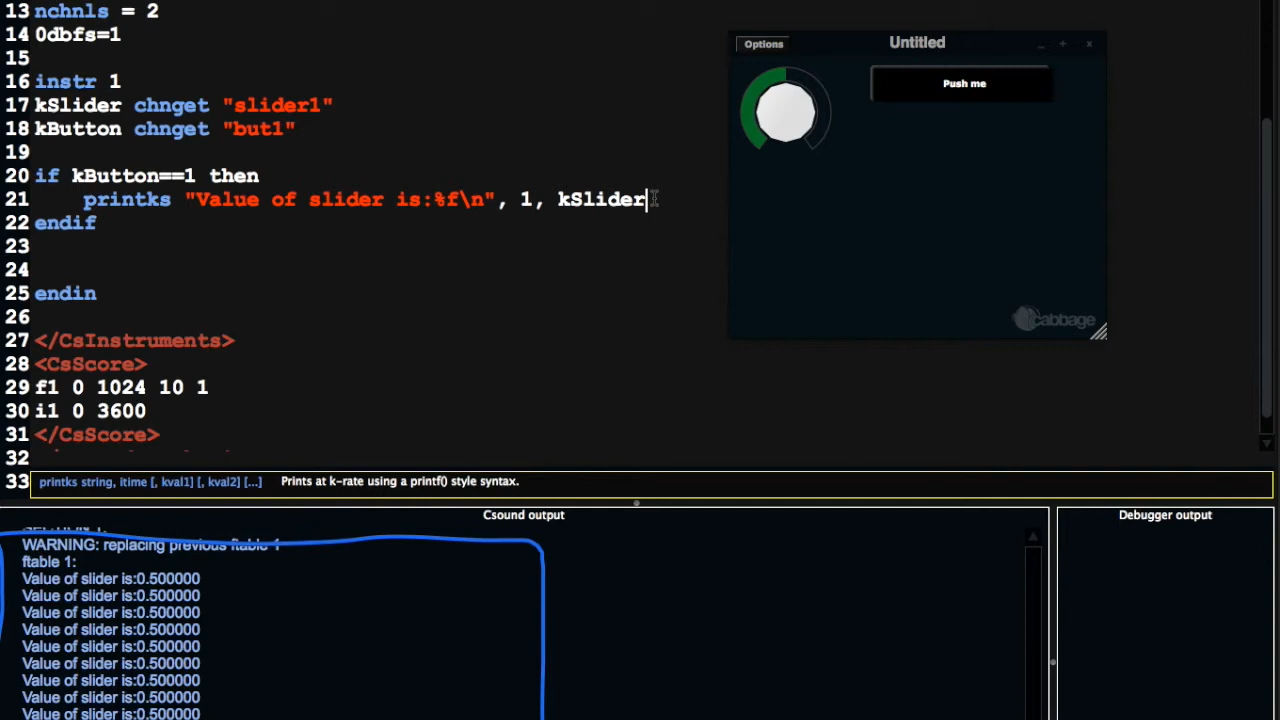 13 nchnls = 2
14 0dbfs=1
15
16 instr 1
17 kSlider chnget "slider1"
18 kButton chnget "but1"
19
20 if kButton==1 then
21 printks "Value of slider is:%f\n", 1, kSlider
22 endif
23
24
25 endin
26
27 </CsInstruments>
28 <CsScore>
29 f1 0 1024 10 1
30 i1 0 3600
31 </CsScore>
32
33
Options
Untitled
Push me
cabbage
printks string, itime [, kval1] [, kval2] [...] Prints at k-rate using a printf() style syntax.
Csound output
WARNING: replacing previous ftable 1
ftable 1:
Value of slider is:0.500000
Value of slider is:0.500000
Value of slider is:0.500000
Value of slider is:0.500000
Value of slider is:0.500000
Value of slider is:0.500000
Value of slider is:0.500000
Value of slider is:0.500000
Value of slider is:0.500000
Debugger output